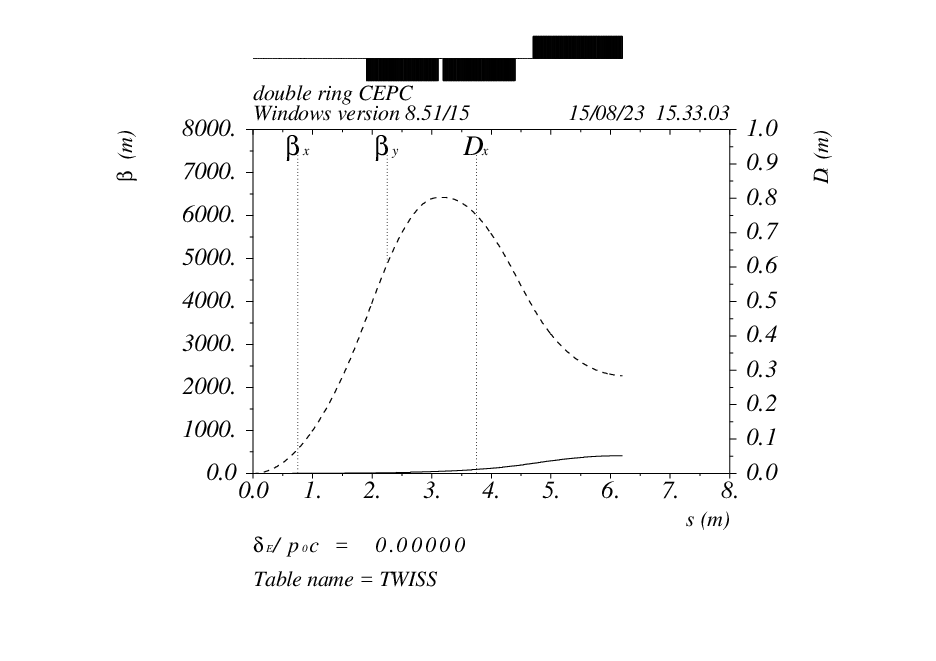 double ring CEPC
Windows version 8.51/15 15/08/23 15.33.03
8000. 1.0
βx βy Dx
β (m) D (m)
0.9
7000.
0.8
6000.
0.7
5000.
0.6
4000. 0.5
0.4
3000.
0.3
2000.
0.2
1000.
0.1
0.0 0.0
0.0 1. 2. 3. 4. 5. 6. 7. 8.
s (m)
δE/ p0c = 0.00000
Table name = TWISS